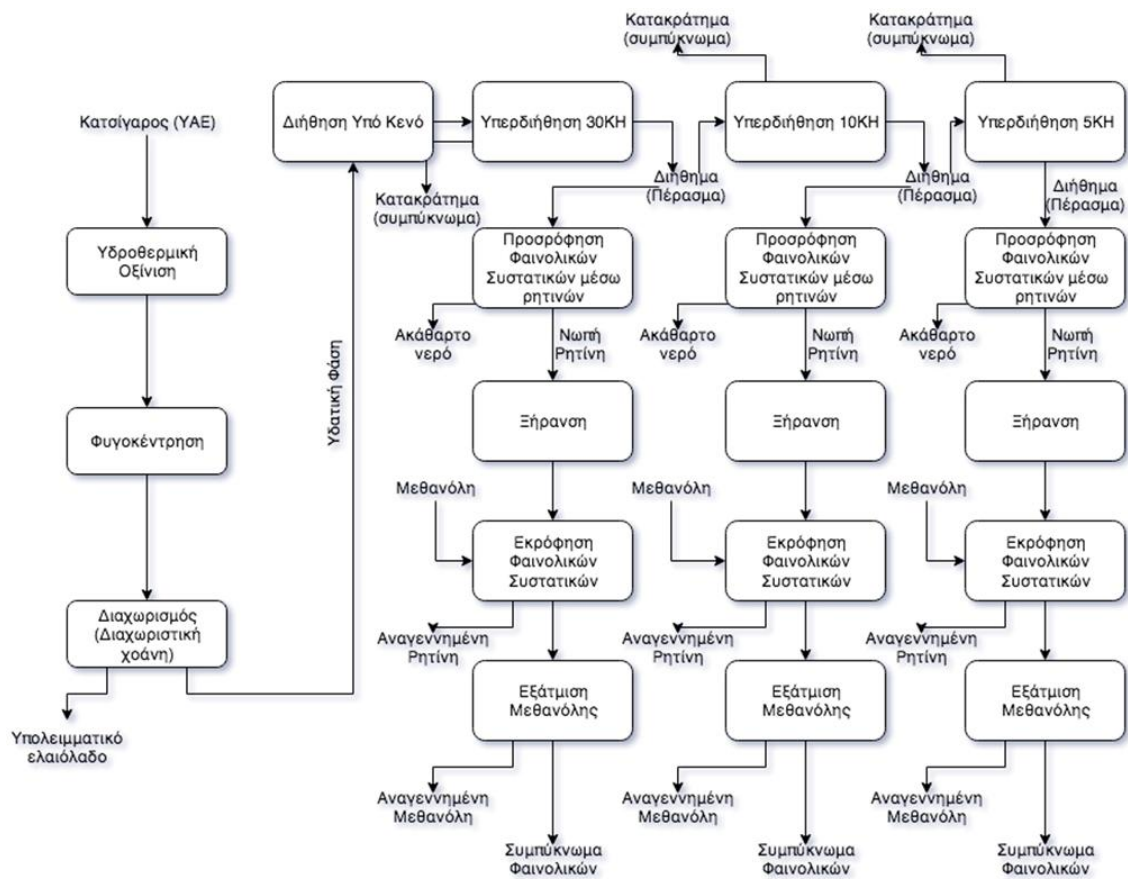 Κατακράτημα
(συμπύκνωμα)
Κατακράτημα
(συμπύκνωμα)
Κατσίγαρος (ΥΑΕ)
Διήθηση Υπό Κενό
Υπερδιήθηση 30ΚΗ
Υπερδιήθηση 10ΚΗ
Υπερδιήθηση 5ΚΗ
Κατακράτημα
(συμπύκνωμα)
Διήθημα
(Πέρασμα)
Διήθημα
(Πέρασμα)
Διήθημα
(Πέρασμα)
Υδροθερμική
Οξίνιση
Προσρόφηση
Φαινολικών
Συστατικών μέσω
ρητινών
Προσρόφηση
Φαινολικών
Συστατικών μέσω
ρητινών
Προσρόφηση
Φαινολικών
Συστατικών μέσω
ρητινών
Ακάθαρτο
νερό
Νωπή
Ρητίνη
Ακάθαρτο
νερό
Νωπή
Ρητίνη
Ακάθαρτο
νερό
Νωπή
Ρητίνη
Υδατική Φάση
Φυγοκέντρηση
Ξήρανση
Ξήρανση
Ξήρανση
Μεθανόλη
Μεθανόλη
Μεθανόλη
Εκρόφηση
Φαινολικών
Συστατικών
Εκρόφηση
Φαινολικών
Συστατικών
Εκρόφηση
Φαινολικών
Συστατικών
Διαχωρισμός
(Διαχωριστική
χοάνη)
Αναγεννημένη
Ρητίνη
Αναγεννημένη
Ρητίνη
Αναγεννημένη
Ρητίνη
Εξάτμιση
Μεθανόλης
Εξάτμιση
Μεθανόλης
Εξάτμιση
Μεθανόλης
Υπολειμματικό
ελαιόλαδο
Αναγεννημένη
Μεθανόλη
Αναγεννημένη
Μεθανόλη
Αναγεννημένη
Μεθανόλη
Συμπύκνωμα
Φαινολικών
Συμπύκνωμα
Φαινολικών
Συμπύκνωμα
Φαινολικών